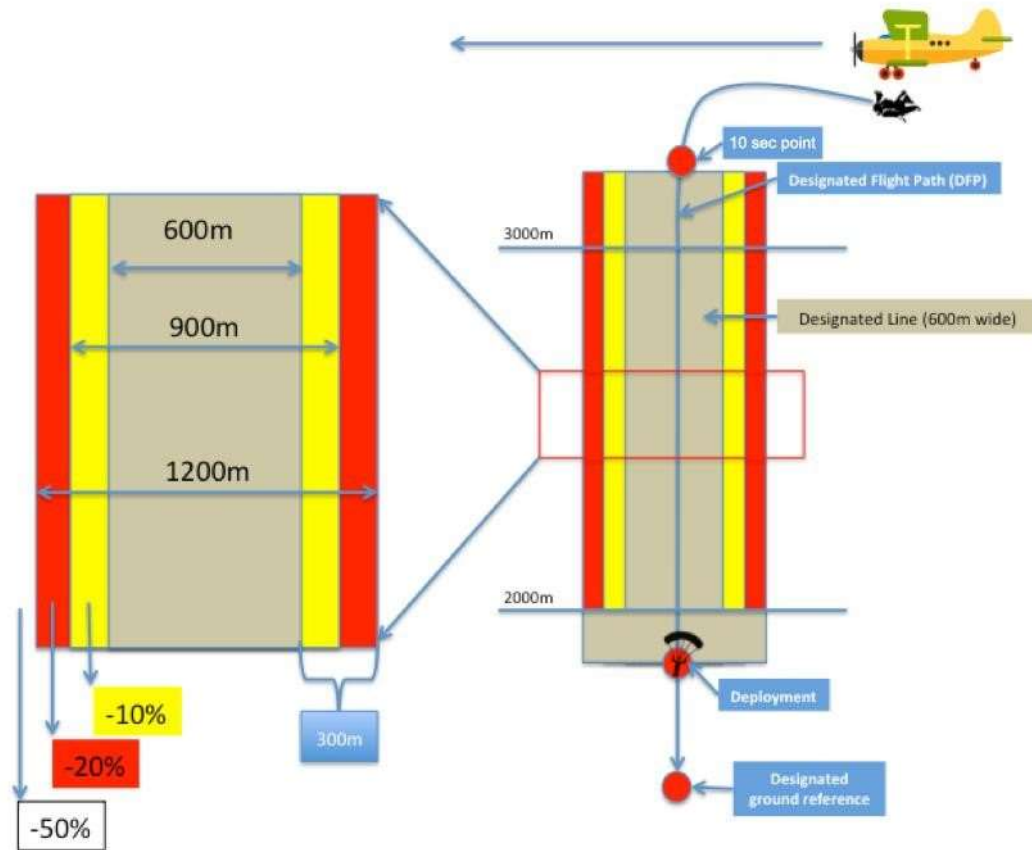 600m
900m
1200m
-10%
-20%
-50%
300m
10 sec point
Designated Flight Path (DFP)
3000m
Designated Line (600m wide)
2000m
Deployment
Designated
ground reference